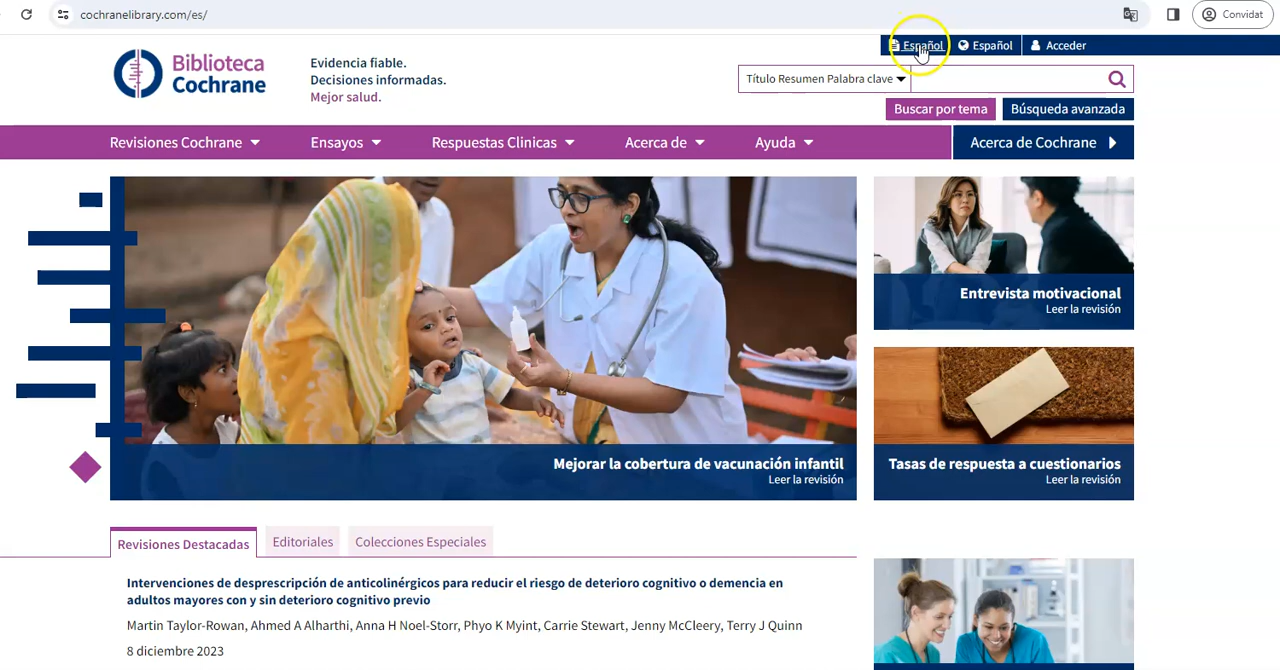 cochranelibrary.com/es/
Convidat
Español
Español
Acceder
Biblioteca
Cochrane
Evidencia fiable.
Decisiones informadas.
Mejor salud.
Título Resumen Palabra clave
Buscar por tema
Búsqueda avanzada
Revisiones Cochrane
Ensayos
Respuestas Clinicas
Acerca de
Ayuda
Acerca de Cochrane
Entrevista motivacional
Leer la revisión
Mejorar la cobertura de vacunación infantil
Leer la revisión
Tasas de respuesta a cuestionarios
Leer la revisión
Revisiones Destacadas
Editoriales
Colecciones Especiales
Intervenciones de desprescripción de anticolinérgicos para reducir el riesgo de deterioro cognitivo o demencia en
adultos mayores con y sin deterioro cognitivo previo
Martin Taylor-Rowan, Ahmed A Alharthi, Anna H Noel-Storr, Phyo K Myint, Carrie Stewart, Jenny McCleery, Terry J Quinn
8 diciembre 2023